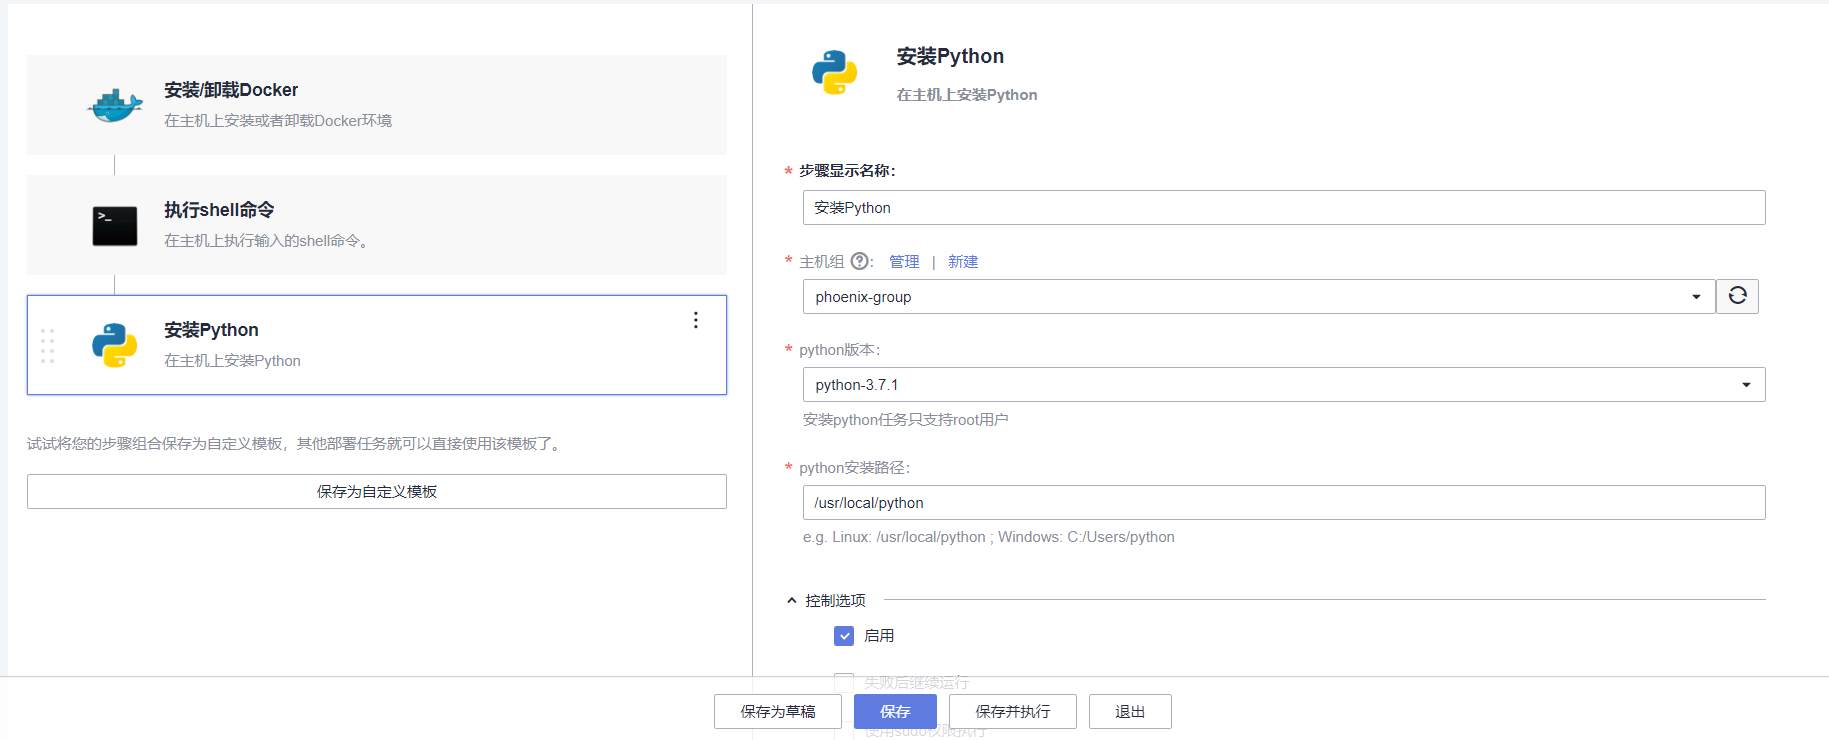 安装/卸载Docker
在主机上安装或者卸载Docker环境
>_
执行shell命令
在主机上执行输入的shell命令。
安装Python
在主机上安装Python
试试将您的步骤组合保存为自定义模板，其他部署任务就可以直接使用该模板了。
保存为自定义模板
安装Python
在主机上安装Python
* 步骤显示名称:
安装Python
* 主机组 ?: 管理 | 新建
phoenix-group
* python版本:
python-3.7.1
安装python任务只支持root用户
* python安装路径:
/usr/local/python
e.g. Linux: /usr/local/python ; Windows: C:/Users/python
控制选项
启用
失败后继续运行
使用sudo权限执行
保存为草稿 保存 保存并执行 退出